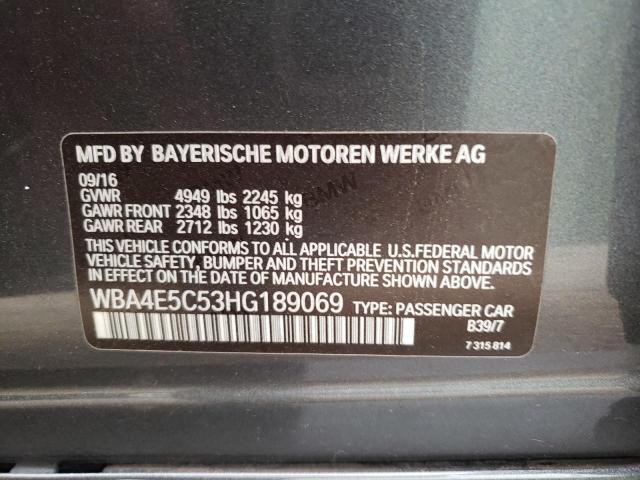 MFD BY BAYERISCHE MOTOREN WERKE AG
09/16
GVWR 4949 lbs 2245 kg
GAWR FRONT 2348 lbs 1065 kg
GAWR REAR 2712 lbs 1230 kg
THIS VEHICLE CONFORMS TO ALL APPLICABLE U.S.FEDERAL MOTOR
VEHICLE SAFETY, BUMPER AND THEFT PREVENTION STANDARDS
IN EFFECT ON THE DATE OF MANUFACTURE SHOWN ABOVE.
WBA4E5C53HG189069 TYPE: PASSENGER CAR
B39/7
7 315 814
BMW